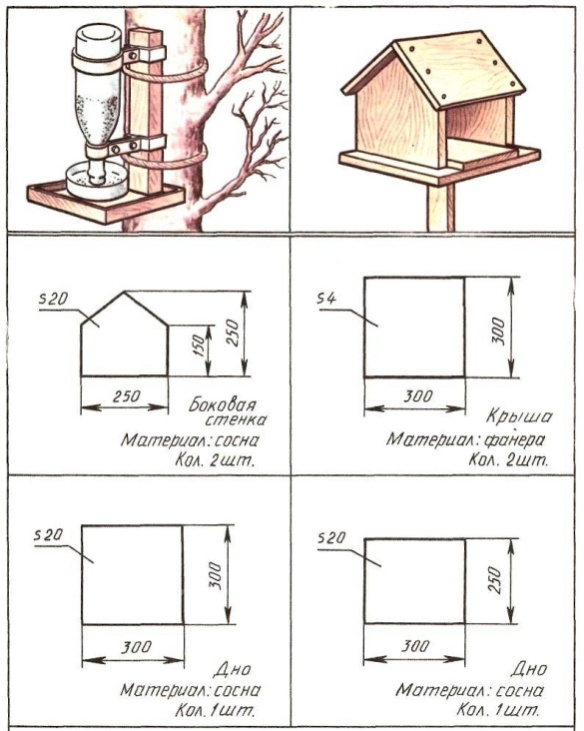 s20
250
150
250
Боковая
стенка
Материал: сосна
Кол. 2шт.
s4
300
300
Крыша
Материал: фанера
Кол. 2шт.
s20
300
300
Дно
Материал: сосна
Кол. 1шт.
s20
250
300
Дно
Материал: сосна
Кол. 1шт.